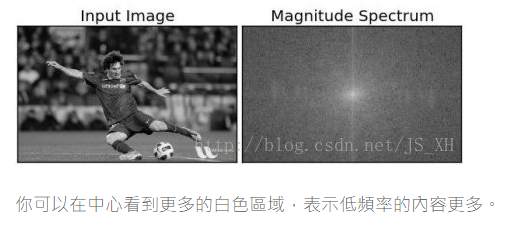 Input Image
Magnitude Spectrum
unicef
http://blog.csdn.net/JS_XH
你可以在中心看到更多的白色區域，表示低頻率的內容更多。